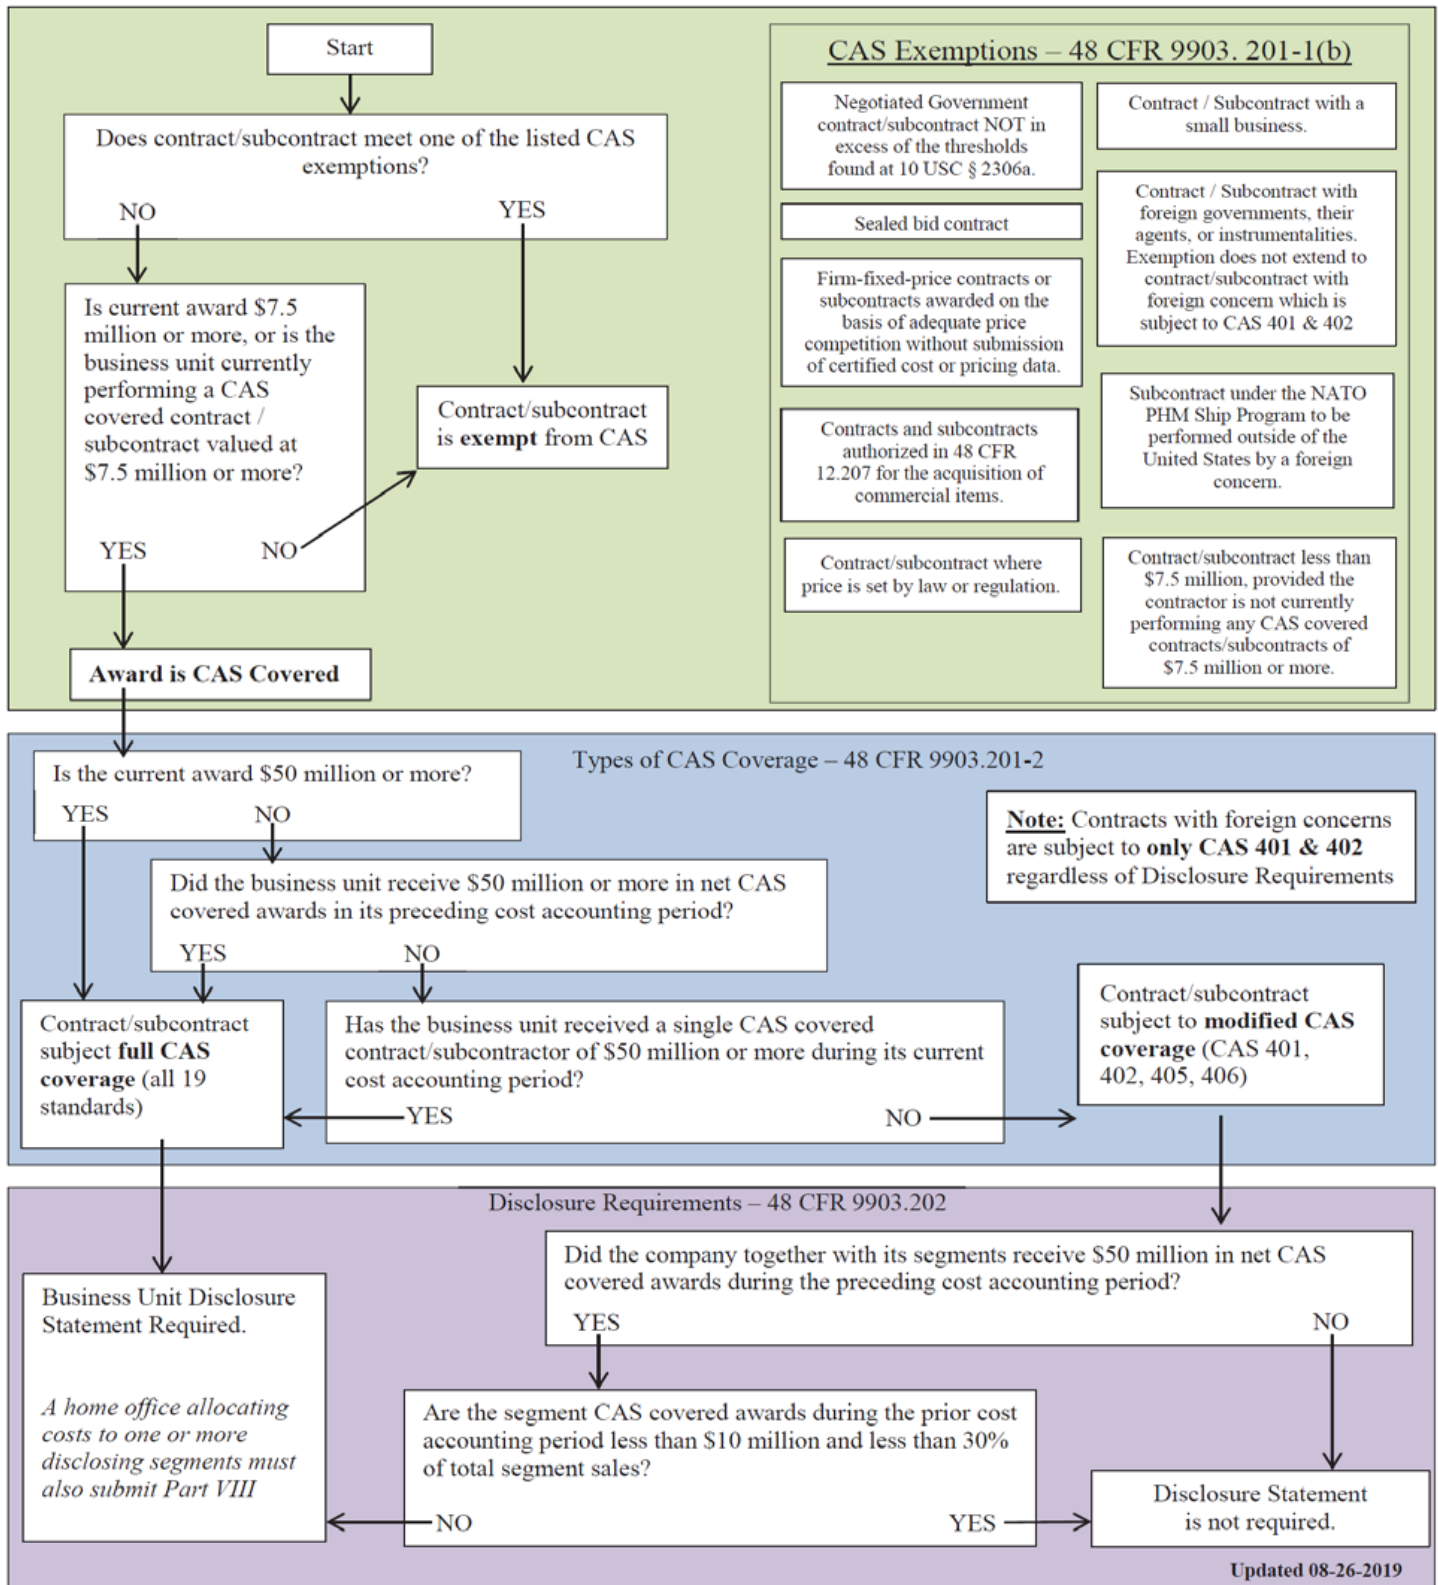 Start
Does contract/subcontract meet one of the listed CAS
exemptions?
NO
YES
Is current award $7.5
million or more, or is the
business unit currently
performing a CAS
covered contract /
subcontract valued at
$7.5 million or more?
YES
NO
Contract/subcontract
is exempt from CAS
Award is CAS Covered
CAS Exemptions – 48 CFR 9903. 201-1(b)
Negotiated Government
contract/subcontract NOT in
excess of the thresholds
found at 10 USC § 2306a.
Sealed bid contract
Firm-fixed-price contracts or
subcontracts awarded on the
basis of adequate price
competition without submission
of certified cost or pricing data.
Contracts and subcontracts
authorized in 48 CFR
12.207 for the acquisition of
commercial items.
Contract/subcontract where
price is set by law or regulation.
Contract / Subcontract with a
small business.
Contract / Subcontract with
foreign governments, their
agents, or instrumentalities.
Exemption does not extend to
contract/subcontract with
foreign concern which is
subject to CAS 401 & 402
Subcontract under the NATO
PHM Ship Program to be
performed outside of the
United States by a foreign
concern.
Contract/subcontract less than
$7.5 million, provided the
contractor is not currently
performing any CAS covered
contracts/subcontracts of
$7.5 million or more.
Types of CAS Coverage – 48 CFR 9903.201-2
Is the current award $50 million or more?
YES
NO
Note: Contracts with foreign concerns
are subject to only CAS 401 & 402
regardless of Disclosure Requirements
Did the business unit receive $50 million or more in net CAS
covered awards in its preceding cost accounting period?
YES
NO
Contract/subcontract
subject full CAS
coverage (all 19
standards)
Has the business unit received a single CAS covered
contract/subcontractor of $50 million or more during its current
cost accounting period?
YES
NO
Contract/subcontract
subject to modified CAS
coverage (CAS 401,
402, 405, 406)
Disclosure Requirements – 48 CFR 9903.202
Did the company together with its segments receive $50 million in net CAS
covered awards during the preceding cost accounting period?
YES
NO
Business Unit Disclosure
Statement Required.
A home office allocating
costs to one or more
disclosing segments must
also submit Part VIII
Are the segment CAS covered awards during the prior cost
accounting period less than $10 million and less than 30%
of total segment sales?
NO
YES
Disclosure Statement
is not required.
Updated 08-26-2019